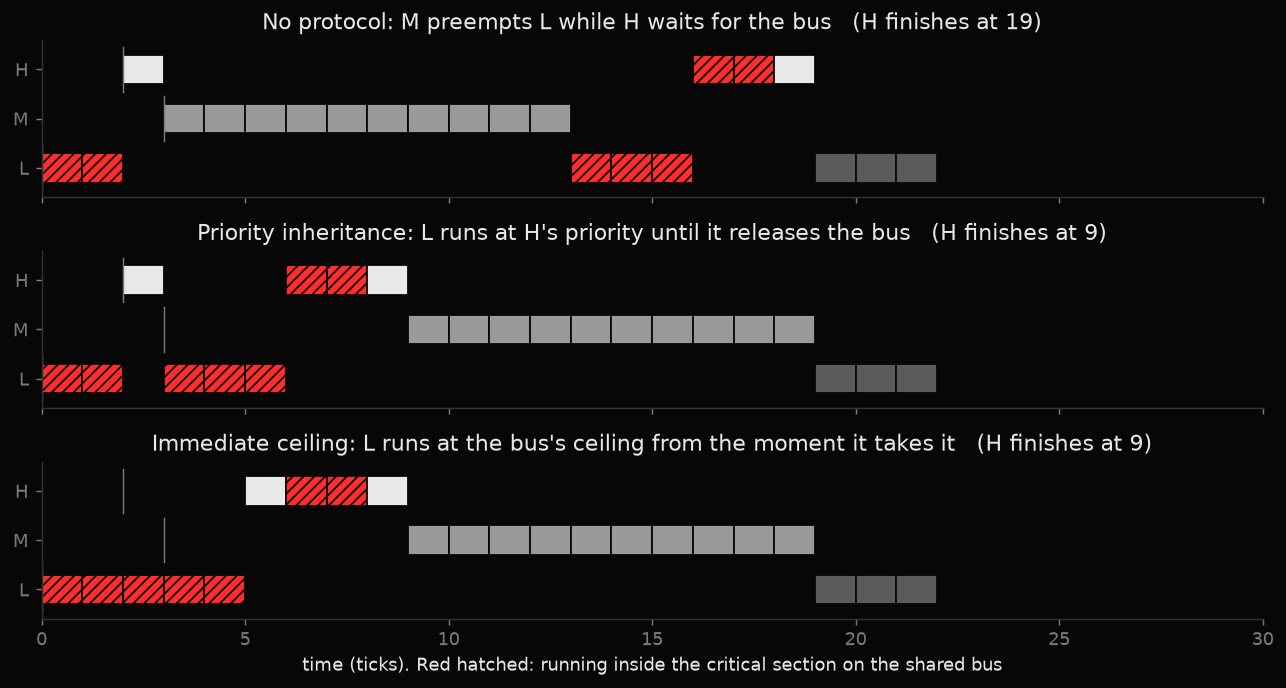 No protocol: M preempts L while H waits for the bus (H finishes at 19)
H
M
L
Priority inheritance: L runs at H's priority until it releases the bus (H finishes at 9)
H
M
L
Immediate ceiling: L runs at the bus's ceiling from the moment it takes it (H finishes at 9)
H
M
L
0 5 10 15 20 25 30
time (ticks). Red hatched: running inside the critical section on the shared bus